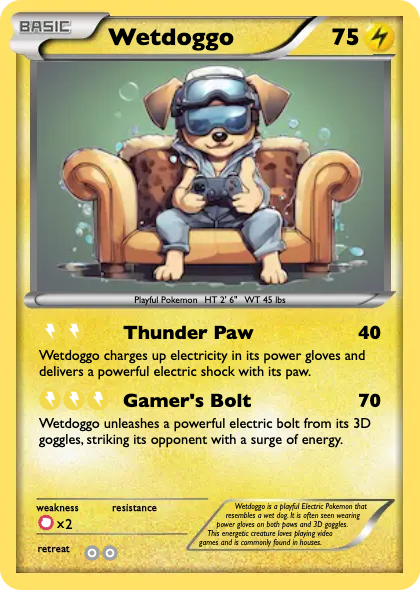 BASIC
Wetdoggo 75
Playful Pokemon HT 2' 6" WT 45 lbs
Thunder Paw 40
Wetdoggo charges up electricity in its power gloves and
delivers a powerful electric shock with its paw.
Gamer's Bolt 70
Wetdoggo unleashes a powerful electric bolt from its 3D
goggles, striking its opponent with a surge of energy.
weakness resistance
x2
retreat
Wetdoggo is a playful Electric Pokemon that
resembles a wet dog. It is often seen wearing
power gloves on both paws and 3D goggles.
This energetic creature loves playing video
games and is commonly found in houses.